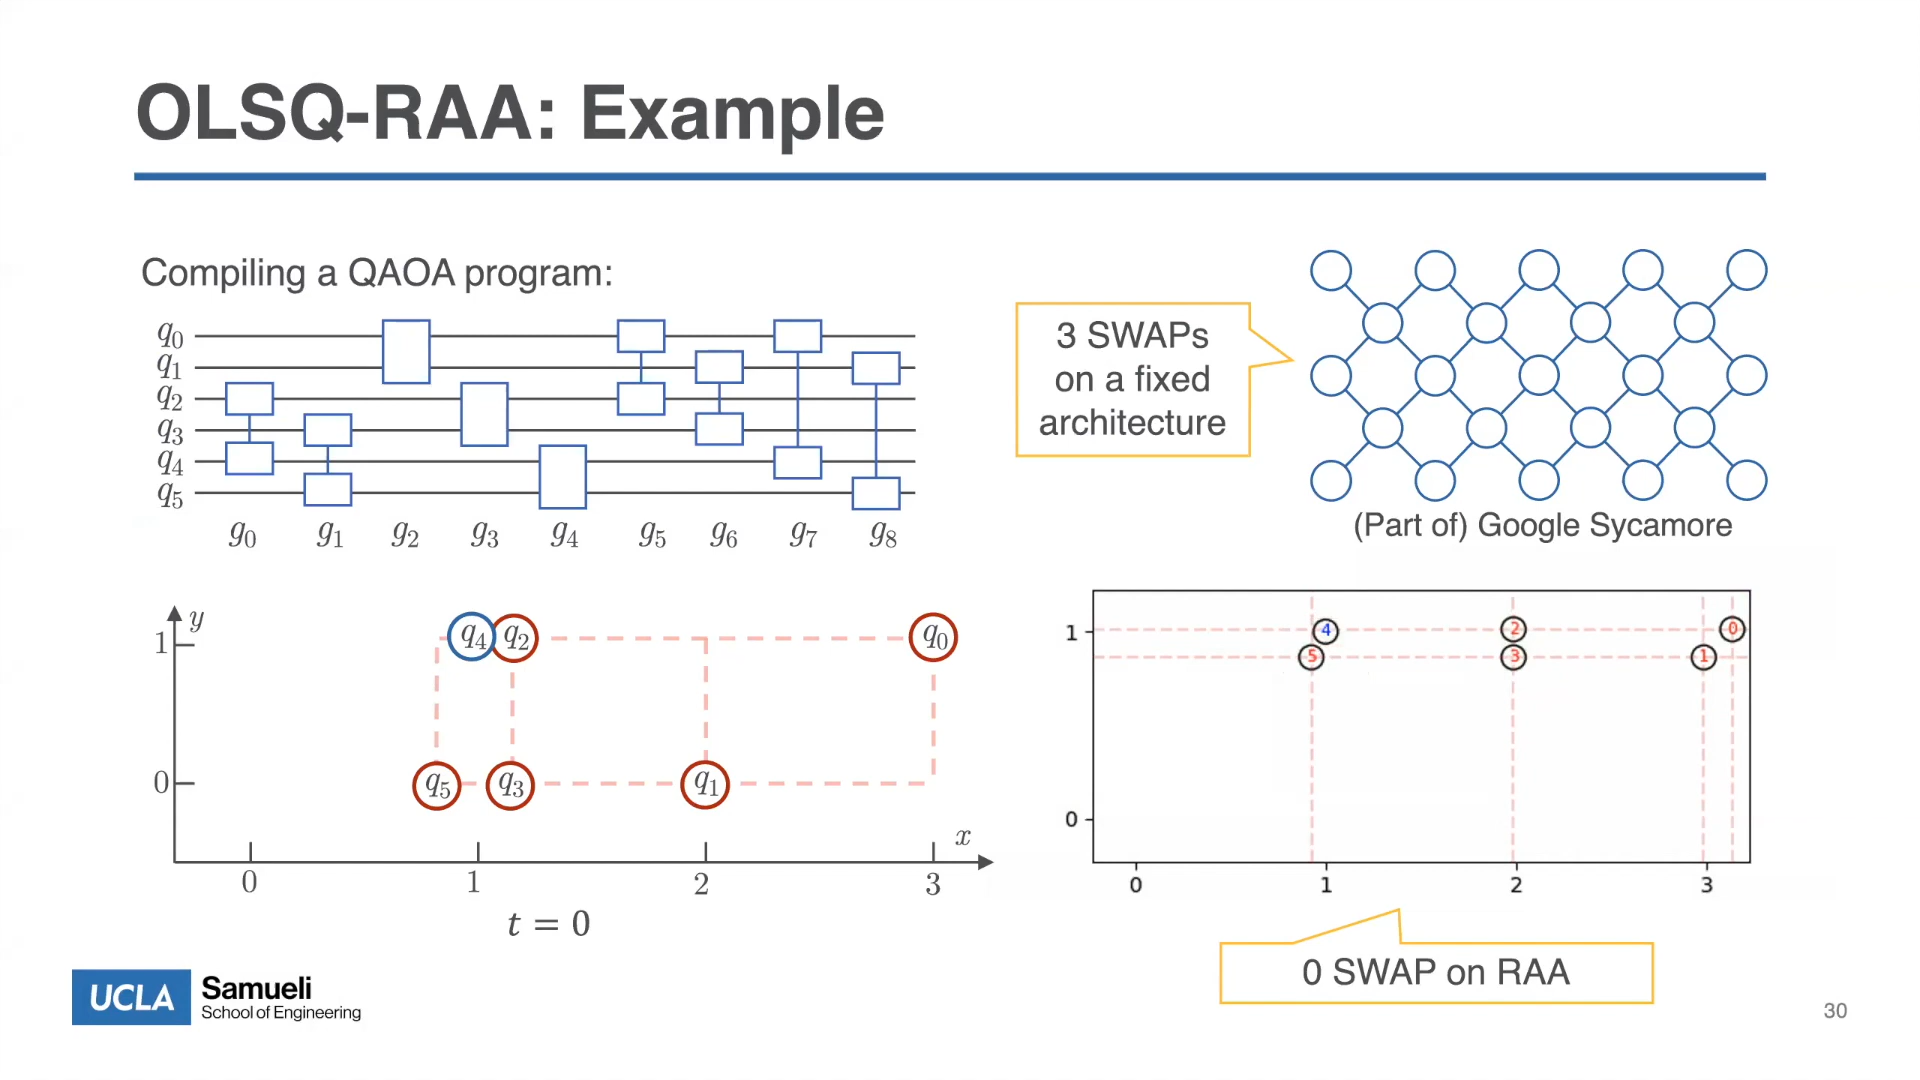 OLSQ-RAA: Example
Compiling a QAOA program:
q0
q1
q2
q3
q4
q5
g0 g1 g2 g3 g4 g5 g6 g7 g8
3 SWAPs
on a fixed
architecture
(Part of) Google Sycamore
y
1
q4 q2 q0
0
q5 q3 q1
x
0 1 2 3
t = 0
1
4 2 0
5 3 1
0
0 1 2 3
0 SWAP on RAA
UCLA Samueli
School of Engineering
30